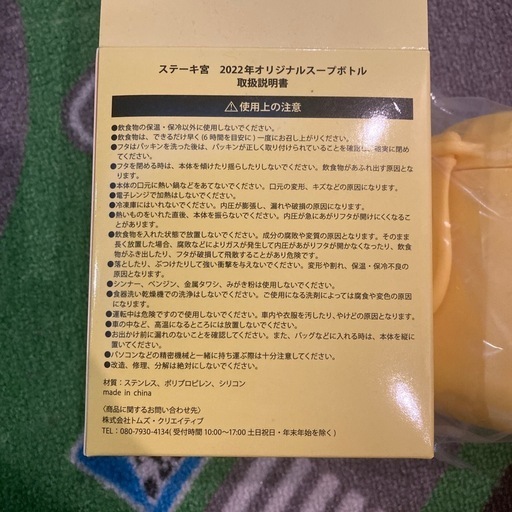 ステーキ宮　2022年オリジナルスープボトル
取扱説明書
⚠使用上の注意
●飲食物の保温・保冷以外に使用しないでください。
●飲食物は、できるだけ早く(6時間を目安に)一度にお召し上がりください。
●フタはパッキンを洗った後は、パッキンが正しく取り付けられていることを確認し、確実に閉め
てください。
●フタを閉める時は、本体を傾けたり揺らしたりしないでください。飲食物があふれ出す原因とな
ります。
●本体の口元に熱い鍋などをあてないでください。口元の変形、キズなどの原因になります。
●電子レンジで加熱はしないでください。
●冷凍庫にはいれないでください。内圧が膨張し、漏れや破損の原因になります。
●熱いものをいれた直後、本体を振らないでください。内圧が急にあがりフタが開けにくくなるこ
とがあります。
●飲食物を入れた状態で放置しないでください。成分の腐敗や変質の原因となります。そのまま
長く放置した場合、腐敗などによりガスが発生して内圧があがりフタが開かなくなったり、飲食
物がふき出したり、フタが破損して飛散することがあり危険です。
●落としたり、ぶつけたりして強い衝撃を与えないでください。変形や割れ、保温・保冷不良の
原因となります。
●シンナー、ベンジン、金属タワシ、みがき粉は使用しないでください。
●食器洗い乾燥機での洗浄はしないでください。ご使用になる洗剤によっては腐食や変色の原因
になります。
●運転中は危険ですので使用しないでください。車内や衣服を汚したり、やけどの原因となります。
●車の中など、高温になるところには放置しないでください。
●お出かけ前に漏れのないことを確認してください。また、バッグなどに入れる時は、本体を縦に
置いてください。
●パソコンなどの精密機械と一緒に持ち運ぶ際は十分注意してください。
●改造、修理、分解は絶対にしないでください。
材質：ステンレス、ポリプロピレン、シリコン
made in china
〈商品に関するお問い合わせ先〉
株式会社トムズ・クリエイティブ
TEL：080-7930-4134(受付時間 10:00～17:00 土日祝日・年末年始を除く)